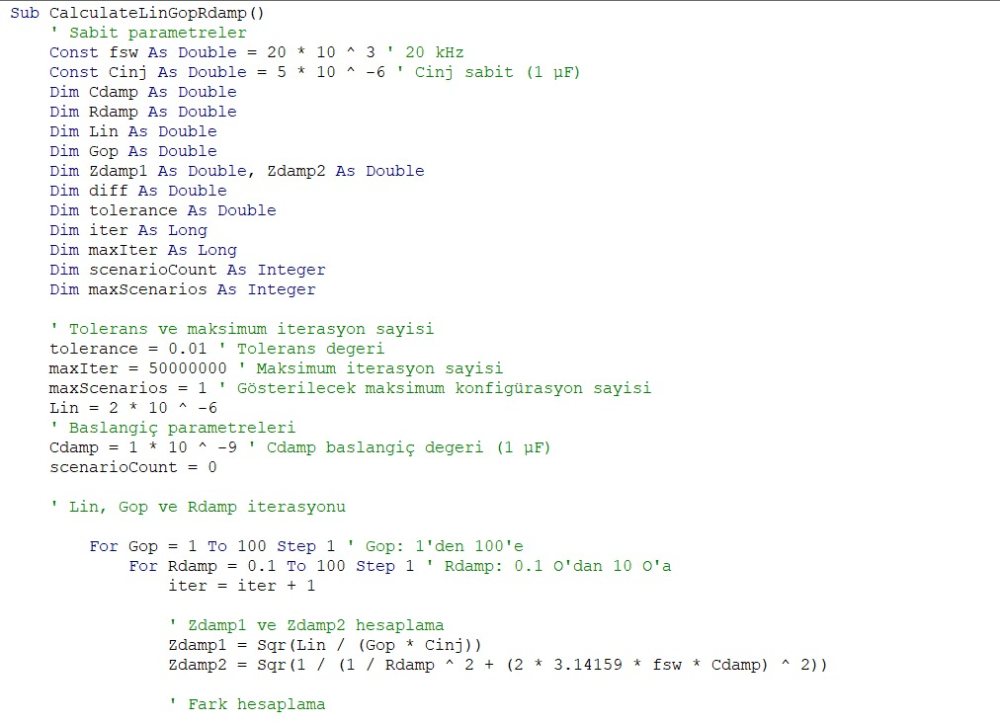 Sub CalculateLinGopRdamp()
' Sabit parametreler
Const fsw As Double = 20 * 10 ^ 3 ' 20 kHz
Const Cinj As Double = 5 * 10 ^ -6 ' Cinj sabit (1 µF)
Dim Cdamp As Double
Dim Rdamp As Double
Dim Lin As Double
Dim Gop As Double
Dim Zdamp1 As Double, Zdamp2 As Double
Dim diff As Double
Dim tolerance As Double
Dim iter As Long
Dim maxIter As Long
Dim scenarioCount As Integer
Dim maxScenarios As Integer
' Tolerans ve maksimum iterasyon sayisi
tolerance = 0.01 ' Tolerans degeri
maxIter = 50000000 ' Maksimum iterasyon sayisi
maxScenarios = 1 ' Gösterilecek maksimum konfigürasyon sayisi
Lin = 2 * 10 ^ -6
' Baslangiç parametreleri
Cdamp = 1 * 10 ^ -9 ' Cdamp baslangiç degeri (1 µF)
scenarioCount = 0
' Lin, Gop ve Rdamp iterasyonu
For Gop = 1 To 100 Step 1 ' Gop: 1'den 100'e
For Rdamp = 0.1 To 100 Step 1 ' Rdamp: 0.1 O'dan 10 O'a
iter = iter + 1
' Zdamp1 ve Zdamp2 hesaplama
Zdamp1 = Sqr(Lin / (Gop * Cinj))
Zdamp2 = Sqr(1 / (1 / Rdamp ^ 2 + (2 * 3.14159 * fsw * Cdamp) ^ 2))
' Fark hesaplama